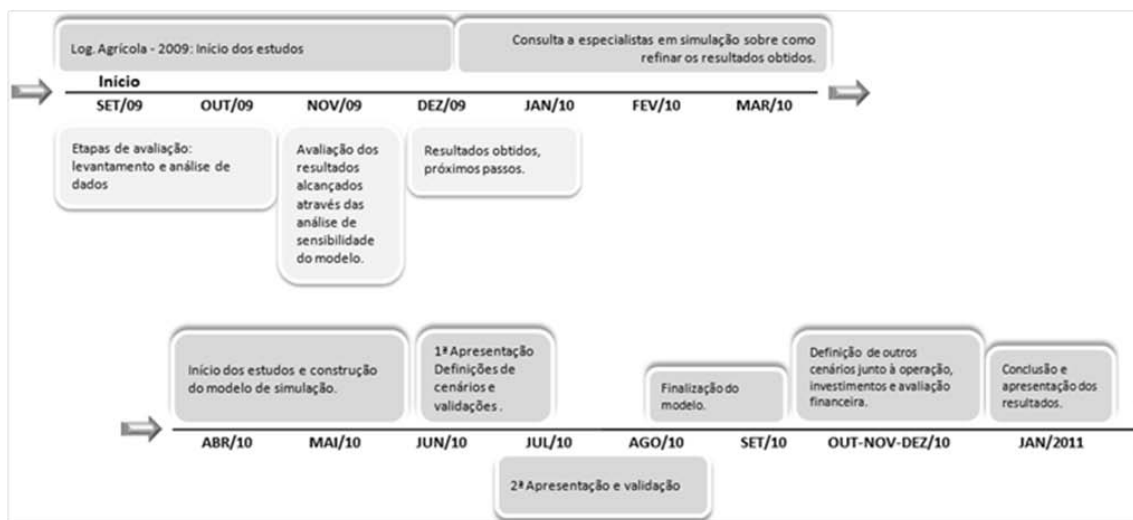 Log. Agrícola - 2009: Início dos estudos
Consulta a especialistas em simulação sobre como
refinar os resultados obtidos.
Início
SET/09 OUT/09 NOV/09 DEZ/09 JAN/10 FEV/10 MAR/10
Etapas de avaliação:
levantamento e análise de
dados
Avaliação dos
resultados
alcançados
através das
análise de
sensibilidade
do modelo.
Resultados obtidos,
próximos passos.
Início dos estudos e construção
do modelo de simulação.
1ª Apresentação
Definições de
cenários e
validações .
Finalização do
modelo.
Definição de outros
cenários junto à operação,
investimentos e avaliação
financeira.
Conclusão e
apresentação dos
resultados.
ABR/10 MAI/10 JUN/10 JUL/10 AGO/10 SET/10 OUT-NOV-DEZ/10 JAN/2011
2ª Apresentação e validação